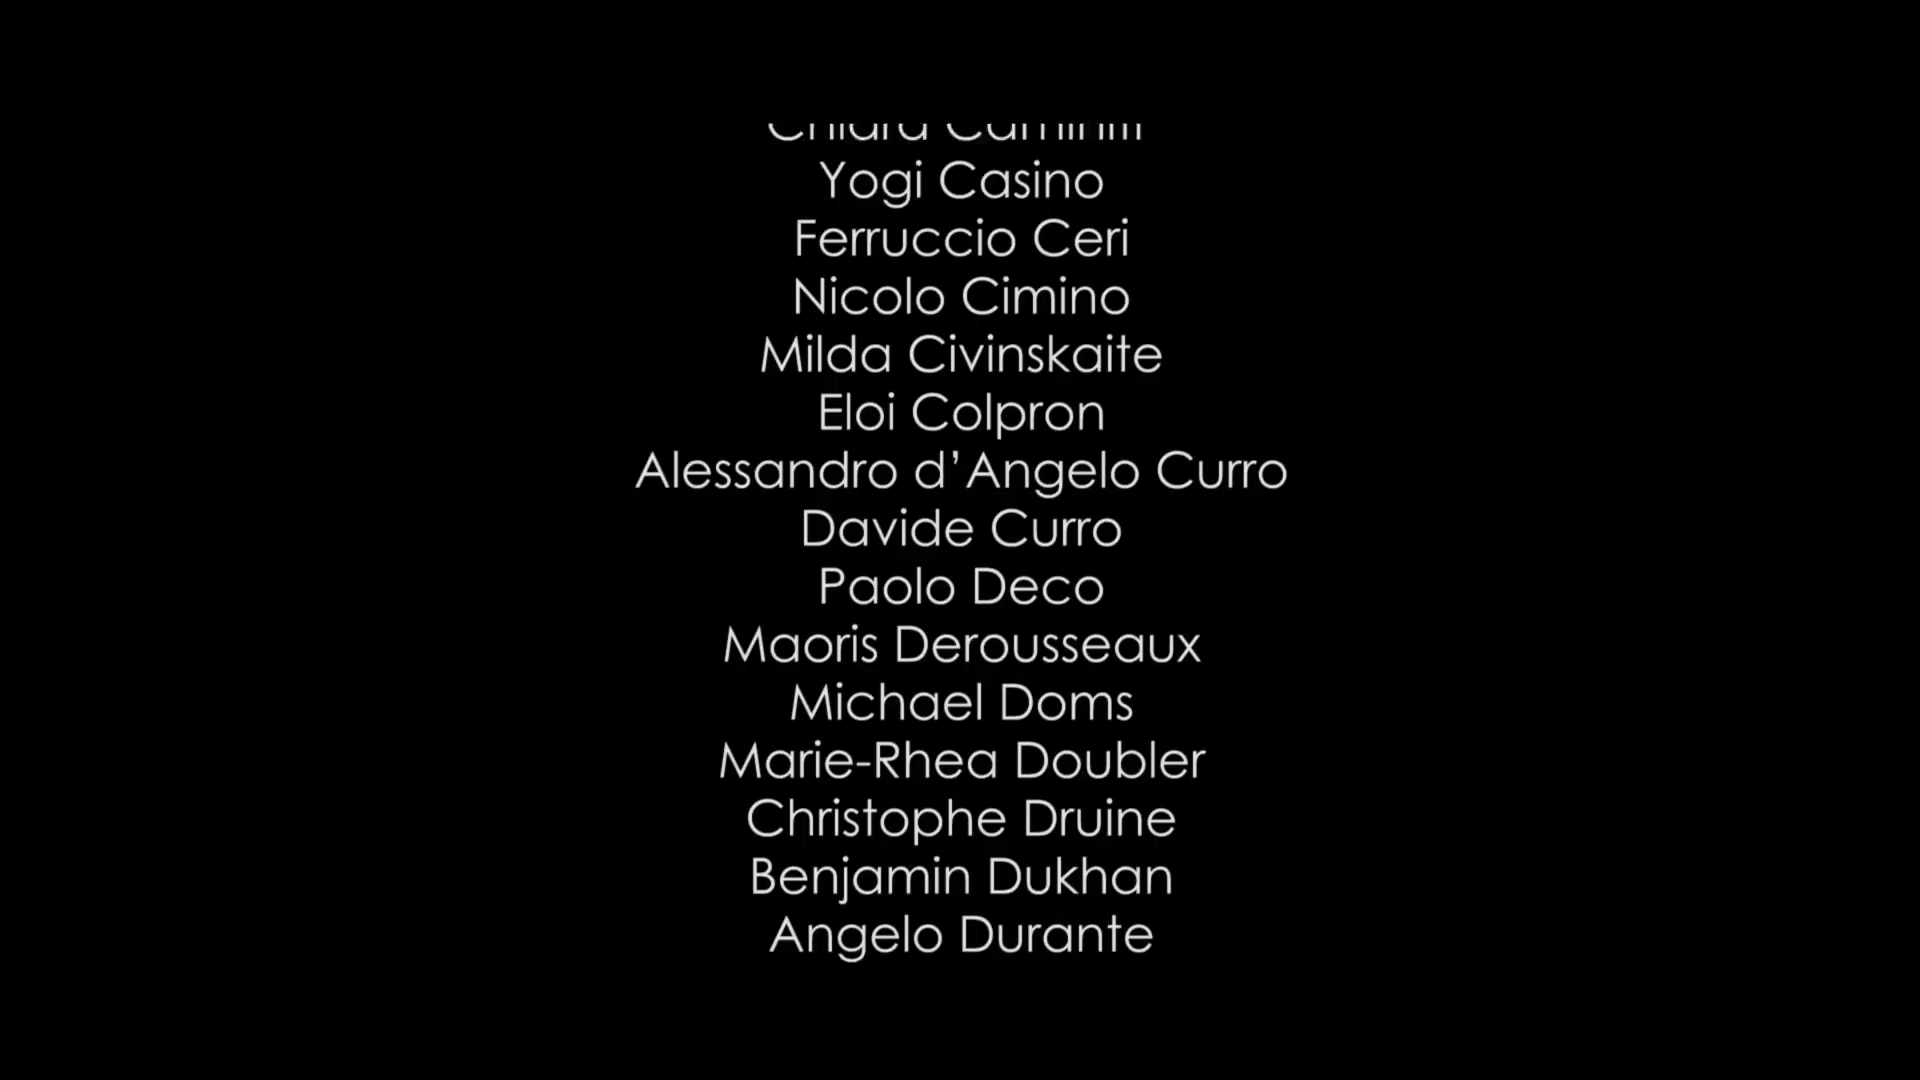 Yogi Casino
Ferruccio Ceri
Nicolo Cimino
Milda Civinskaite
Eloi Colpron
Alessandro d’Angelo Curro
Davide Curro
Paolo Deco
Maoris Derousseaux
Michael Doms
Marie-Rhea Doubler
Christophe Druine
Benjamin Dukhan
Angelo Durante